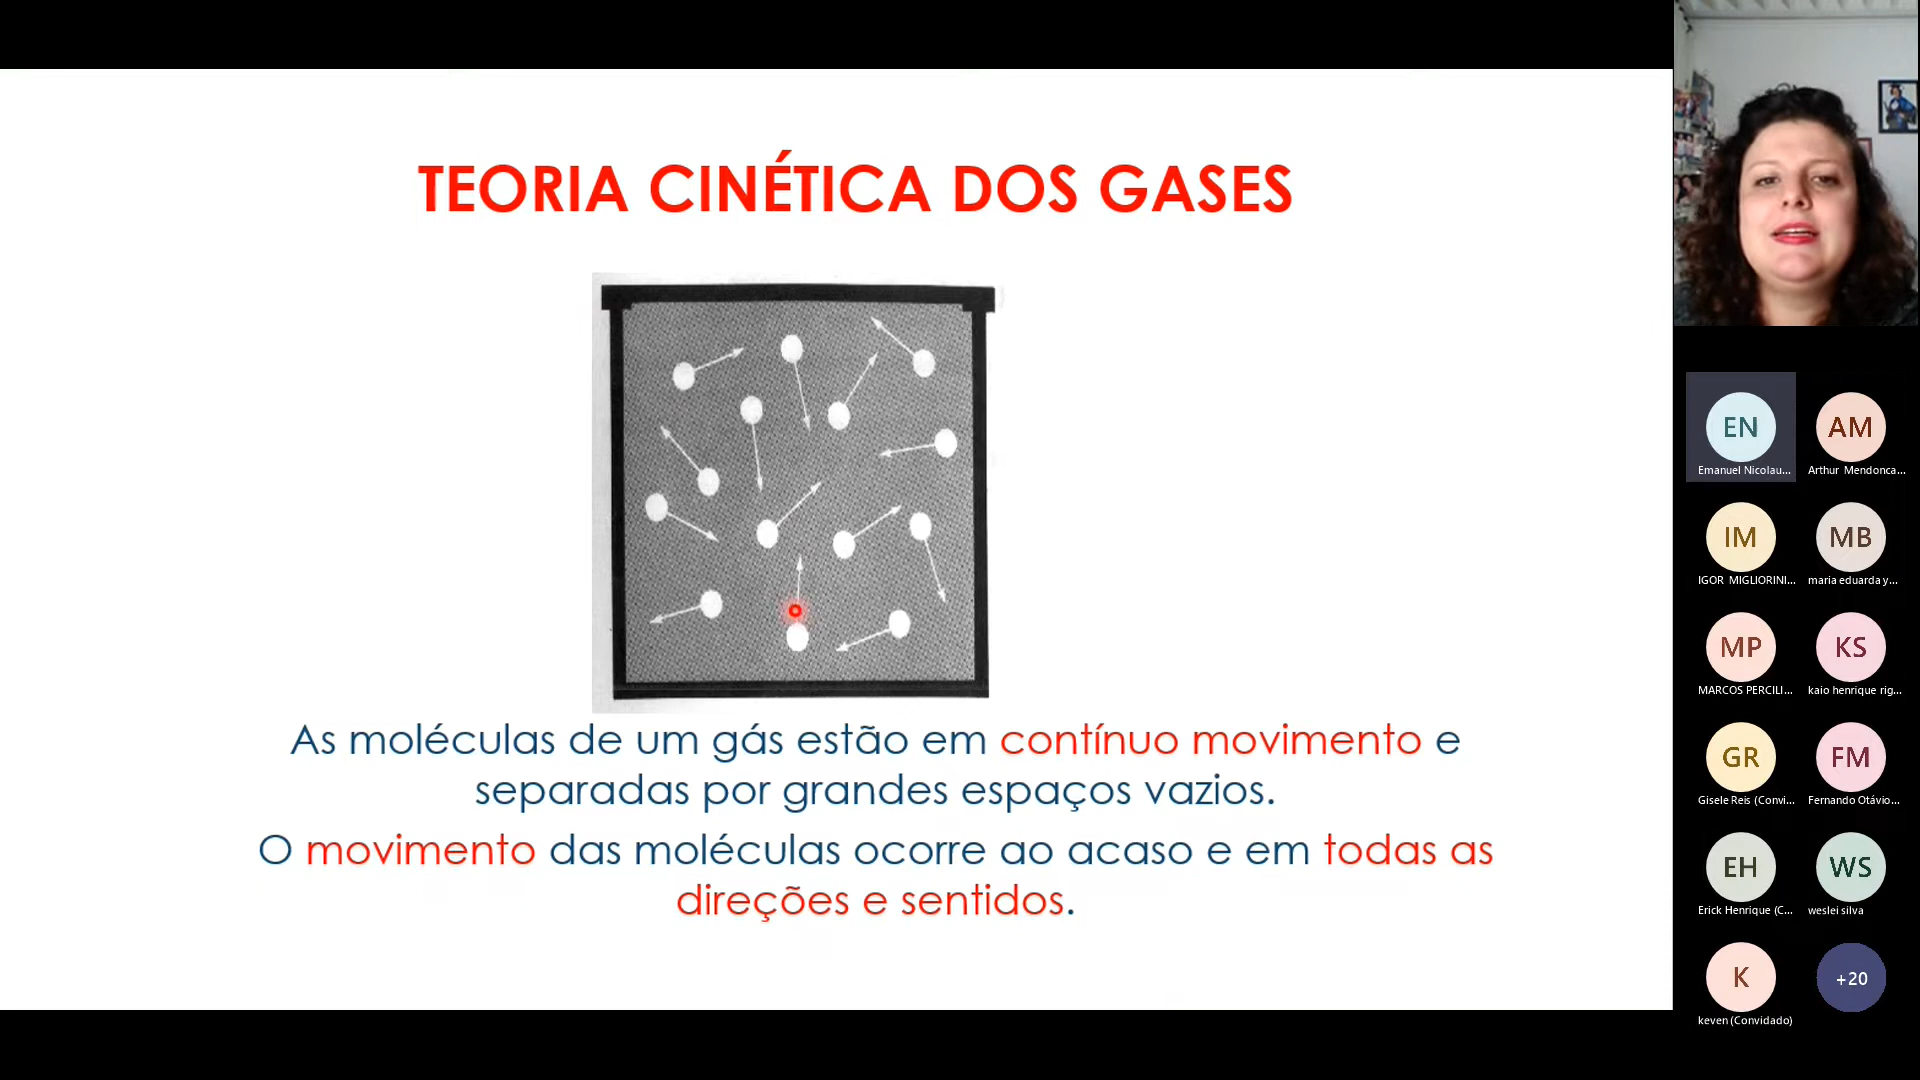 TEORIA CINÉTICA DOS GASES
As moléculas de um gás estão em contínuo movimento e
separadas por grandes espaços vazios.
O movimento das moléculas ocorre ao acaso e em todas as
direções e sentidos.
EN
AM
Emanuel Nicolau...
Arthur Mendonca...
IM
MB
IGOR MIGLIORINI...
maria eduarda y...
MP
KS
MARCOS PERCILI...
kaio henrique rig...
GR
FM
Gisele Reis (Convi...
Fernando Otávio...
EH
WS
Erick Henrique (C...
weslei silva
K
+20
keven (Convidado)